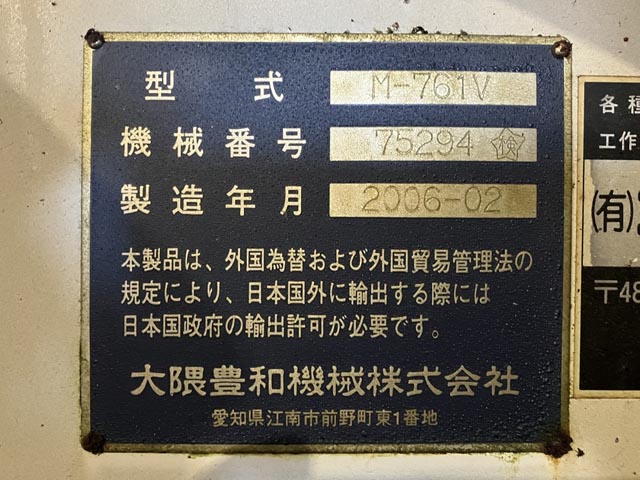 型式 M-761V
機械番号 75294
製造年月 2006-02
本製品は、外国為替および外国貿易管理法の
規定により、日本国外に輸出する際には
日本国政府の輸出許可が必要です。
大隈豊和機械株式会社
愛知県江南市前野町東1番地
各種
工作
(有)
〒48